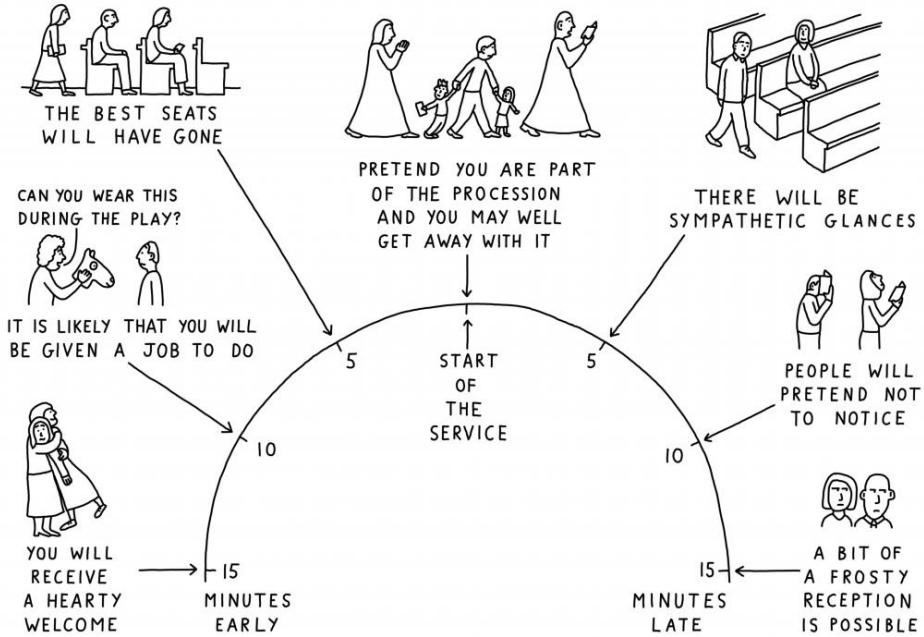 THE BEST SEATS
WILL HAVE GONE
PRETEND YOU ARE PART
OF THE PROCESSION
AND YOU MAY WELL
GET AWAY WITH IT
THERE WILL BE
SYMPATHETIC GLANCES
CAN YOU WEAR THIS
DURING THE PLAY?
IT IS LIKELY THAT YOU WILL
BE GIVEN A JOB TO DO
PEOPLE WILL
PRETEND NOT
TO NOTICE
YOU WILL
RECEIVE
A HEARTY
WELCOME
A BIT OF
A FROSTY
RECEPTION
IS POSSIBLE
15
MINUTES
EARLY
10
5
START
OF
THE
SERVICE
5
10
15
MINUTES
LATE